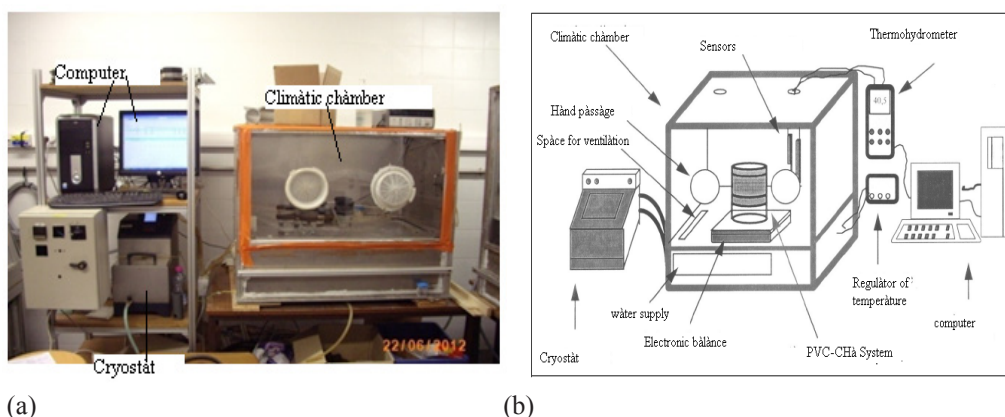 Computer
Climàtic chàmber
22/06/2012
Cryostàt
(a)
Climàtic chàmber
Sensors
Thermohydrometer
40,5
Hànd pàssàge
Spàce for ventilàtion
wàter supply
Electronic bàlànce
Regulàtor of
temperàture
computer
Cryostàt
PVC-CHà System
(b)